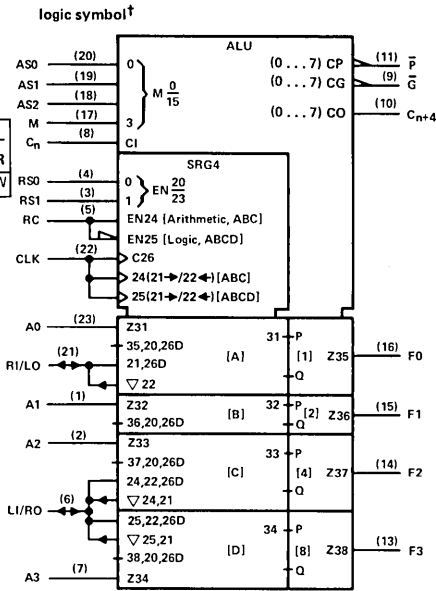 logic symbol†
ALU
AS0 (20) 0 (0 . . . 7) CP (11) P̅
AS1 (19) M 0/15 (0 . . . 7) CG (9) G̅
AS2 (18)
M (17) 3 (0 . . . 7) CO (10) Cn+4
Cn (8) CI
R
W
SRG4
RS0 (4) 0 EN 20/23
RS1 (3) 1
RC (5) EN24 [Arithmetic, ABC]
EN25 [Logic, ABCD]
CLK (22) C26
24(21→/22←)[ABC]
25(21→/22←)[ABCD]
A0 (23) Z31 31 P
35,20,26D (16)
RI/LO (21) 21,26D [A] [1] Z35 F0
▽ 22 Q
A1 (1) Z32 32 P [2] Z36 (15) F1
36,20,26D [B] Q
A2 (2) Z33 33 P
37,20,26D (14)
24,22,26D [C] [4] Z37 F2
▽ 24,21 Q
LI/RO (6)
25,22,26D 34 P
▽ 25,21 (13)
38,20,26D [D] [8] Z38 F3
A3 (7) Z34 Q